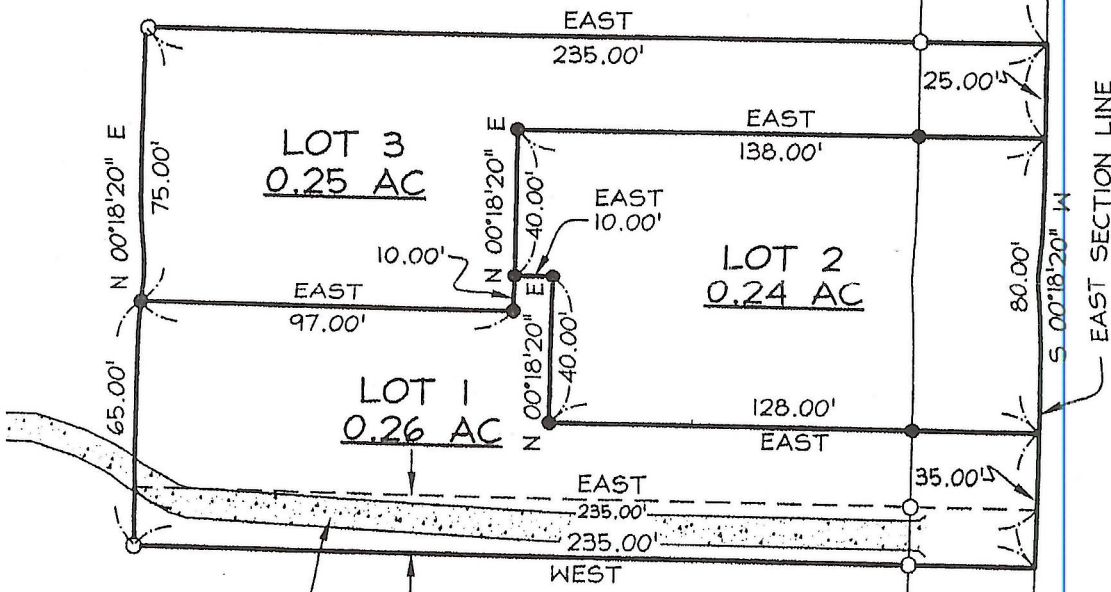 EAST
235.00'
25.00'
EAST
138.00'
LOT 3
0.25 AC
N 00°18'20" E
75.00'
N 00°18'20" E
40.00'
EAST
10.00'
10.00'
EAST
97.00'
LOT 2
0.24 AC
80.00'
S 00°18'20" W
EAST SECTION LINE
N 00°18'20" E
40.00'
LOT 1
0.26 AC
65.00'
128.00'
EAST
35.00'
EAST
235.00'
235.00'
WEST